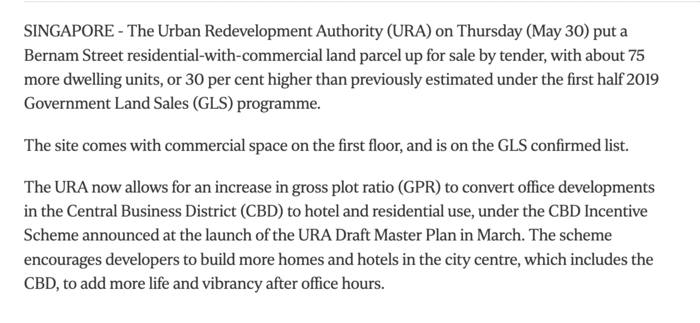 SINGAPORE - The Urban Redevelopment Authority (URA) on Thursday (May 30) put a
Bernam Street residential-with-commercial land parcel up for sale by tender, with about 75
more dwelling units, or 30 per cent higher than previously estimated under the first half 2019
Government Land Sales (GLS) programme.
The site comes with commercial space on the first floor, and is on the GLS confirmed list.
The URA now allows for an increase in gross plot ratio (GPR) to convert office developments
in the Central Business District (CBD) to hotel and residential use, under the CBD Incentive
Scheme announced at the launch of the URA Draft Master Plan in March. The scheme
encourages developers to build more homes and hotels in the city centre, which includes the
CBD, to add more life and vibrancy after office hours.